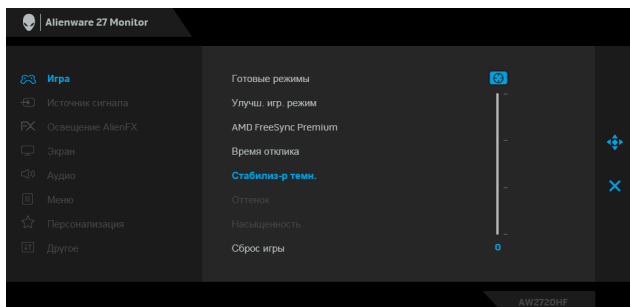 Alienware 27 Monitor
Игра
Источник сигнала
Освещение AlienFX
Экран
Аудио
Меню
Персонализация
Другое
Готовые режимы
Улучш. игр. режим
AMD FreeSync Premium
Время отклика
Стабилиз-р темн.
Оттенок
Насыщенность
Сброс игры
0
AW2720HF